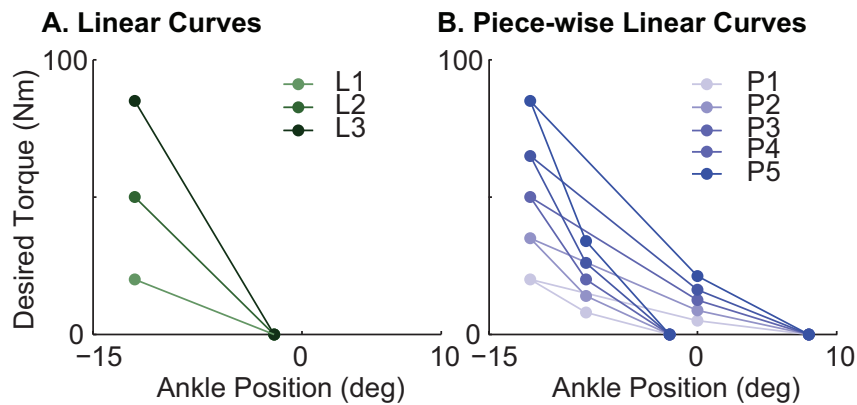 A. Linear Curves
100
Desired Torque (Nm)
0
−15
0
10
Ankle Position (deg)
L1
L2
L3
B. Piece-wise Linear Curves
100
0
−15
0
10
Ankle Position (deg)
P1
P2
P3
P4
P5